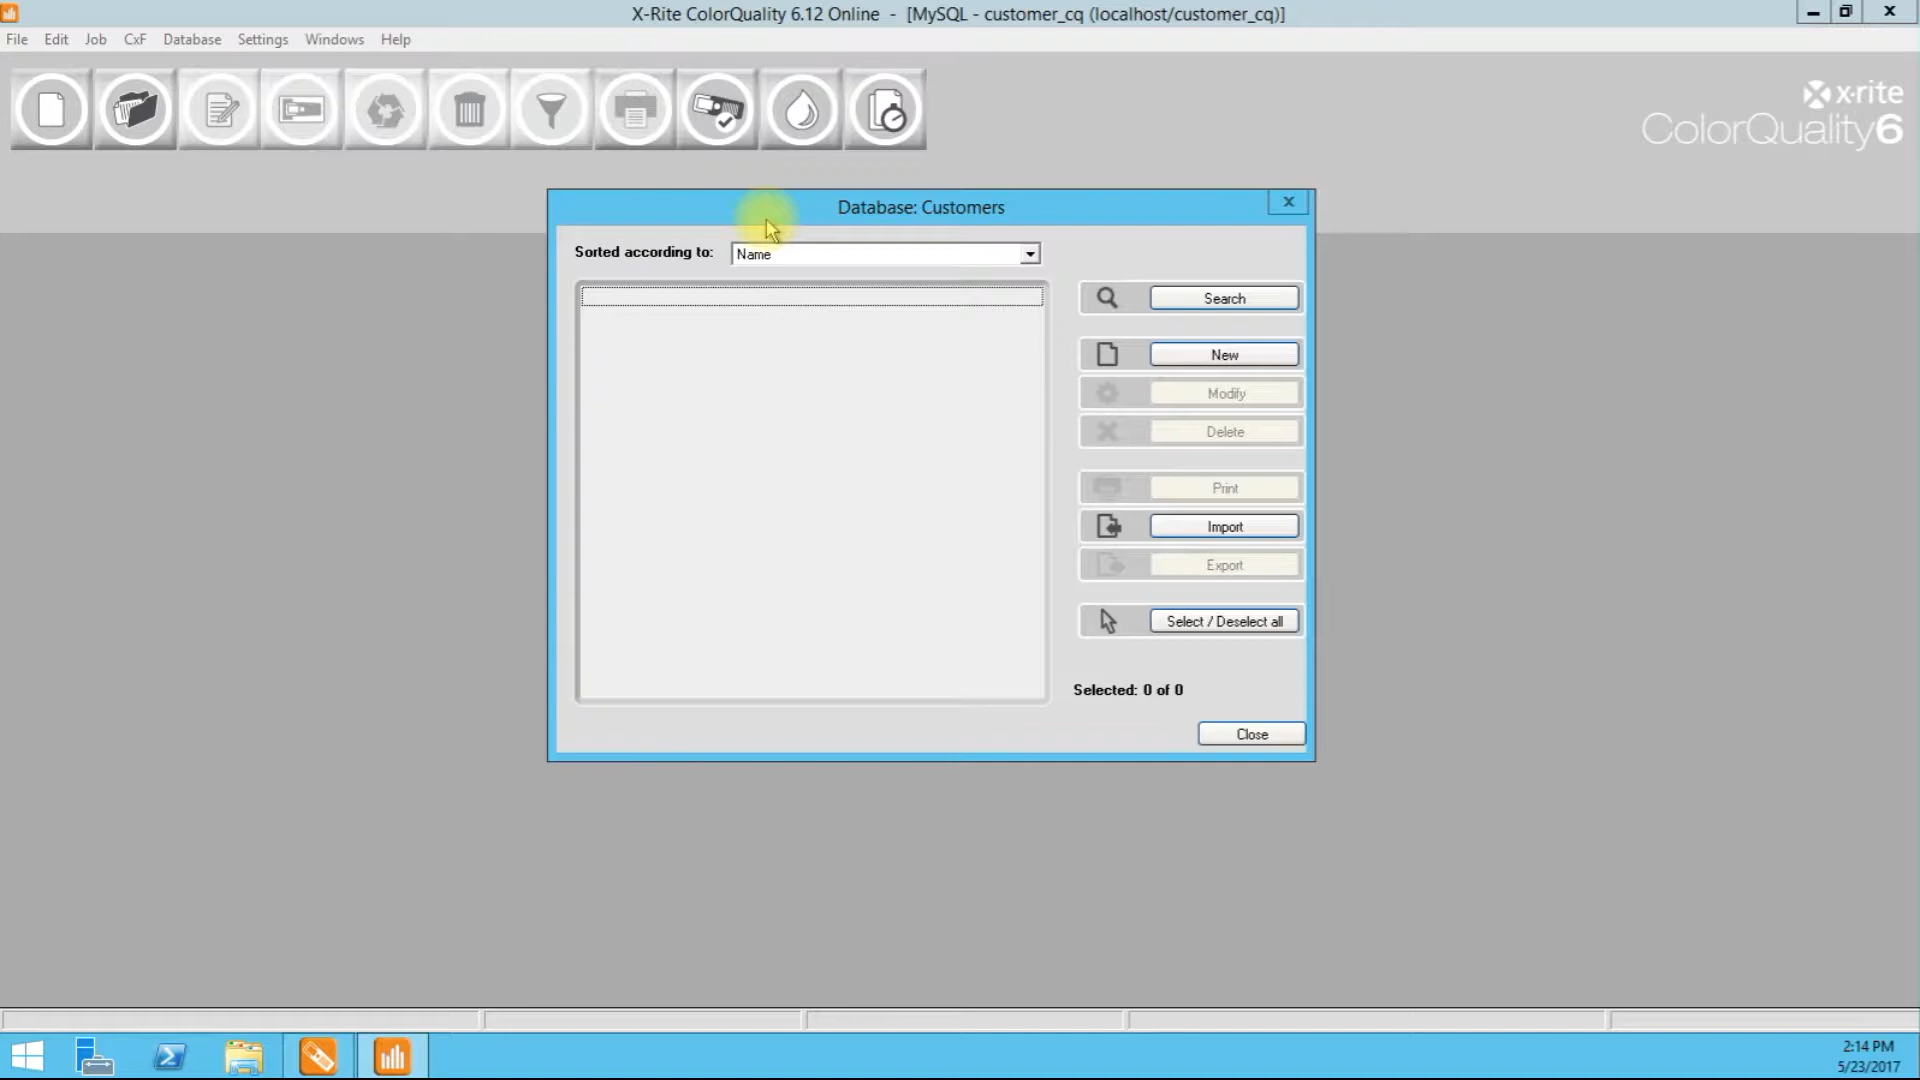 X-Rite ColorQuality 6.12 Online - [MySQL - customer_cq (localhost/customer_cq)]
File Edit Job CxF Database Settings Windows Help
x·rite
ColorQuality6
Database: Customers
Sorted according to: Name
Search
New
Modify
Delete
Print
Import
Export
Select / Deselect all
Selected: 0 of 0
Close
2:14 PM
5/23/2017